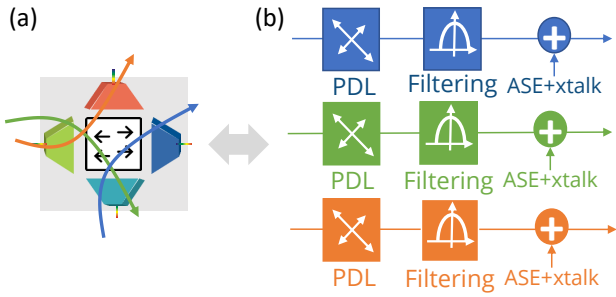 (a)
(b)
PDL
Filtering
ASE+xtalk
PDL
Filtering
ASE+xtalk
PDL
Filtering
ASE+xtalk